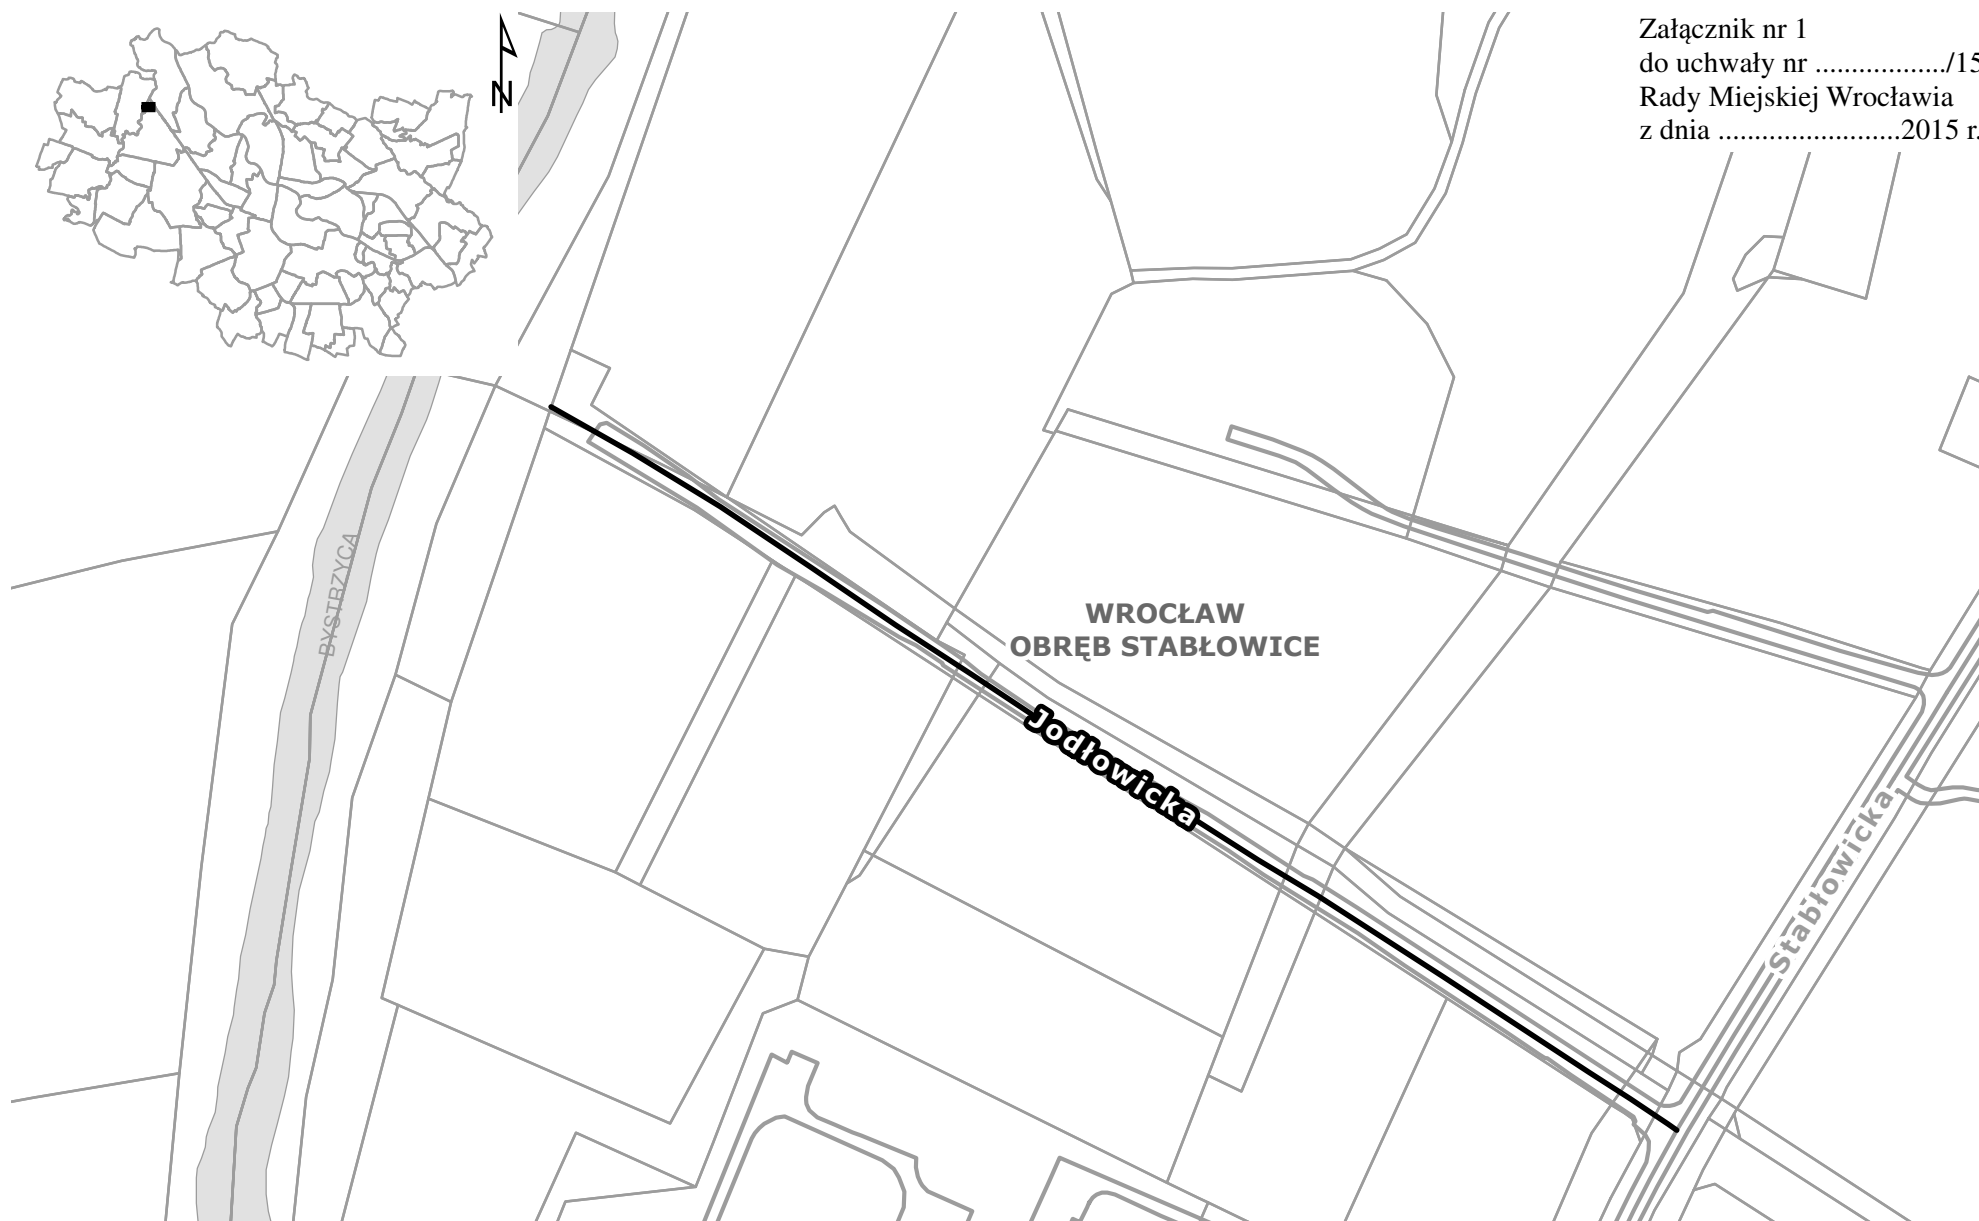 Załącznik nr 1
do uchwały nr ................../15
Rady Miejskiej Wrocławia
z dnia .........................2015 r.
N
BYSTRZYCA
WROCŁAW
OBRĘB STABŁOWICE
Jodłowicka
Stabłowicka